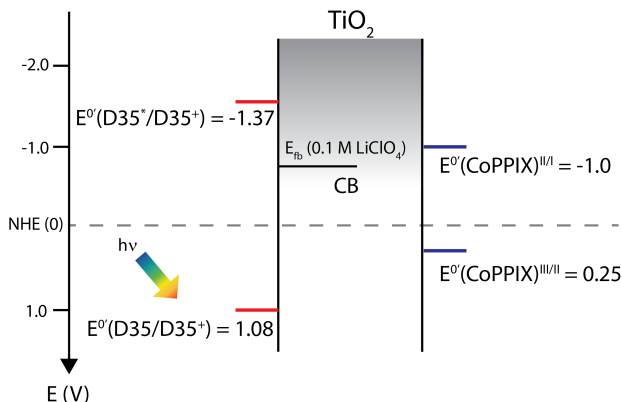 TiO₂
-2.0
E⁰'(D35*/D35⁺) = -1.37
-1.0
E_fb (0.1 M LiClO₄)
E⁰'(CoPPIX)ᴵᴵ/ᴵ = -1.0
CB
NHE (0)
hν
E⁰'(CoPPIX)ᴵᴵᴵ/ᴵᴵ = 0.25
1.0
E⁰'(D35/D35⁺) = 1.08
E (V)